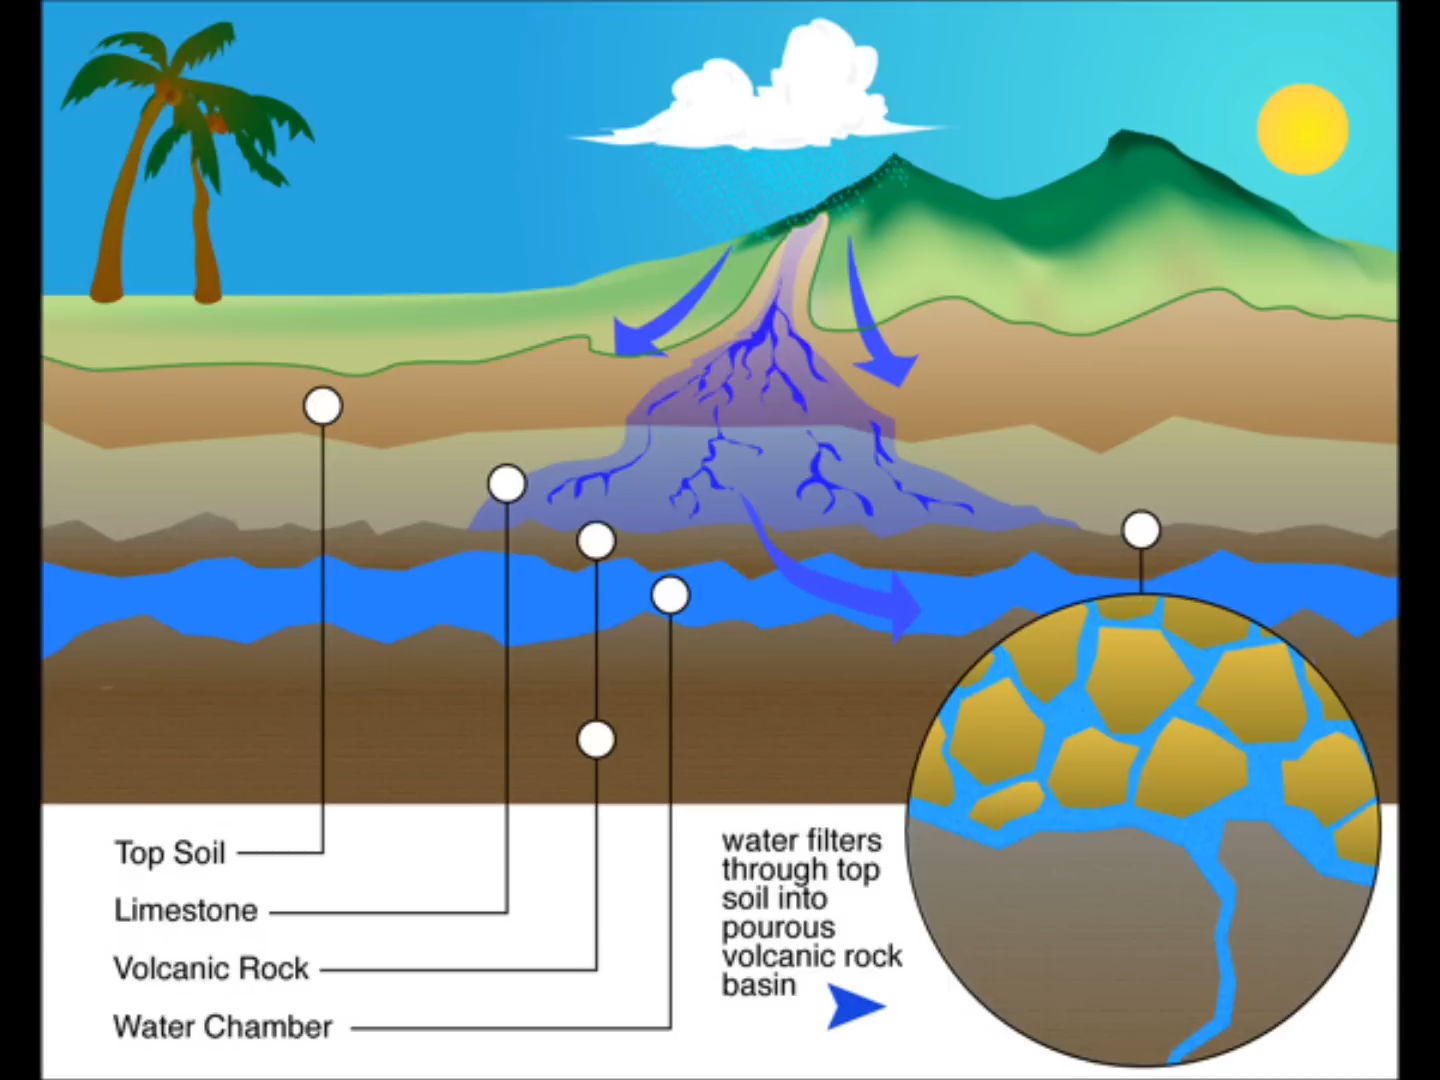 Top Soil
Limestone
Volcanic Rock
Water Chamber
water filters
through top
soil into
pourous
volcanic rock
basin